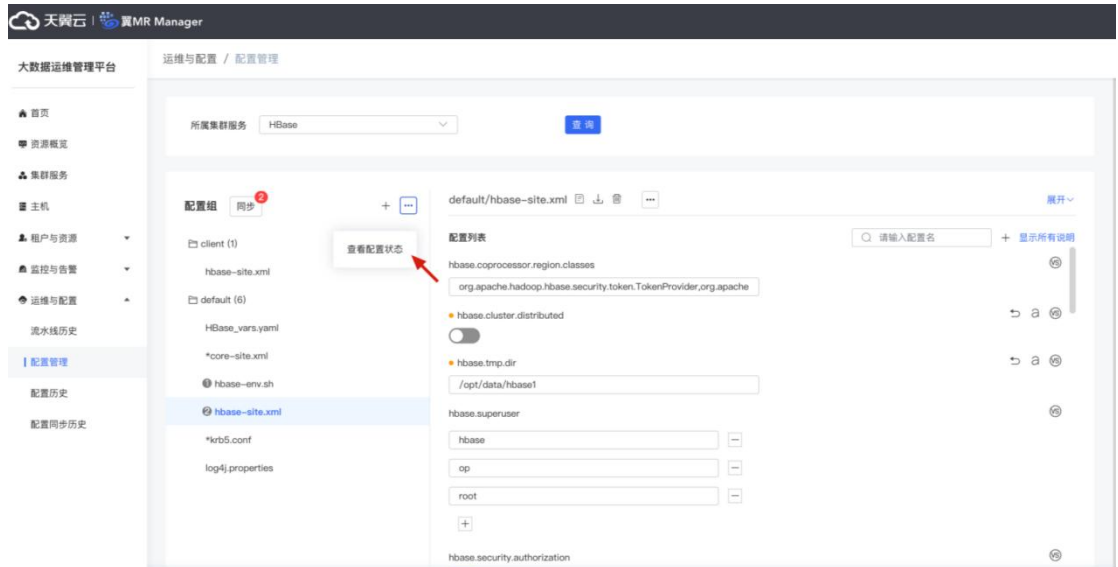 天翼云 | 翼MR Manager
大数据运维管理平台
首页
资源概览
集群服务
主机
租户与资源
监控与告警
运维与配置
流水线历史
配置管理
配置历史
配置同步历史
运维与配置 / 配置管理
所属集群服务 HBase 查询
配置组 同步 2 + ···
查看配置状态
client (1)
hbase-site.xml
default (6)
HBase_vars.yaml
*core-site.xml
1 hbase-env.sh
2 hbase-site.xml
*krb5.conf
log4j.properties
default/hbase-site.xml ··· 展开
配置列表 请输入配置名 + 显示所有说明
hbase.coprocessor.region.classes VS
org.apache.hadoop.hbase.security.token.TokenProvider,org.apache
hbase.cluster.distributed a VS
hbase.tmp.dir a VS
/opt/data/hbase1
hbase.superuser VS
hbase
op
root
+
hbase.security.authorization VS